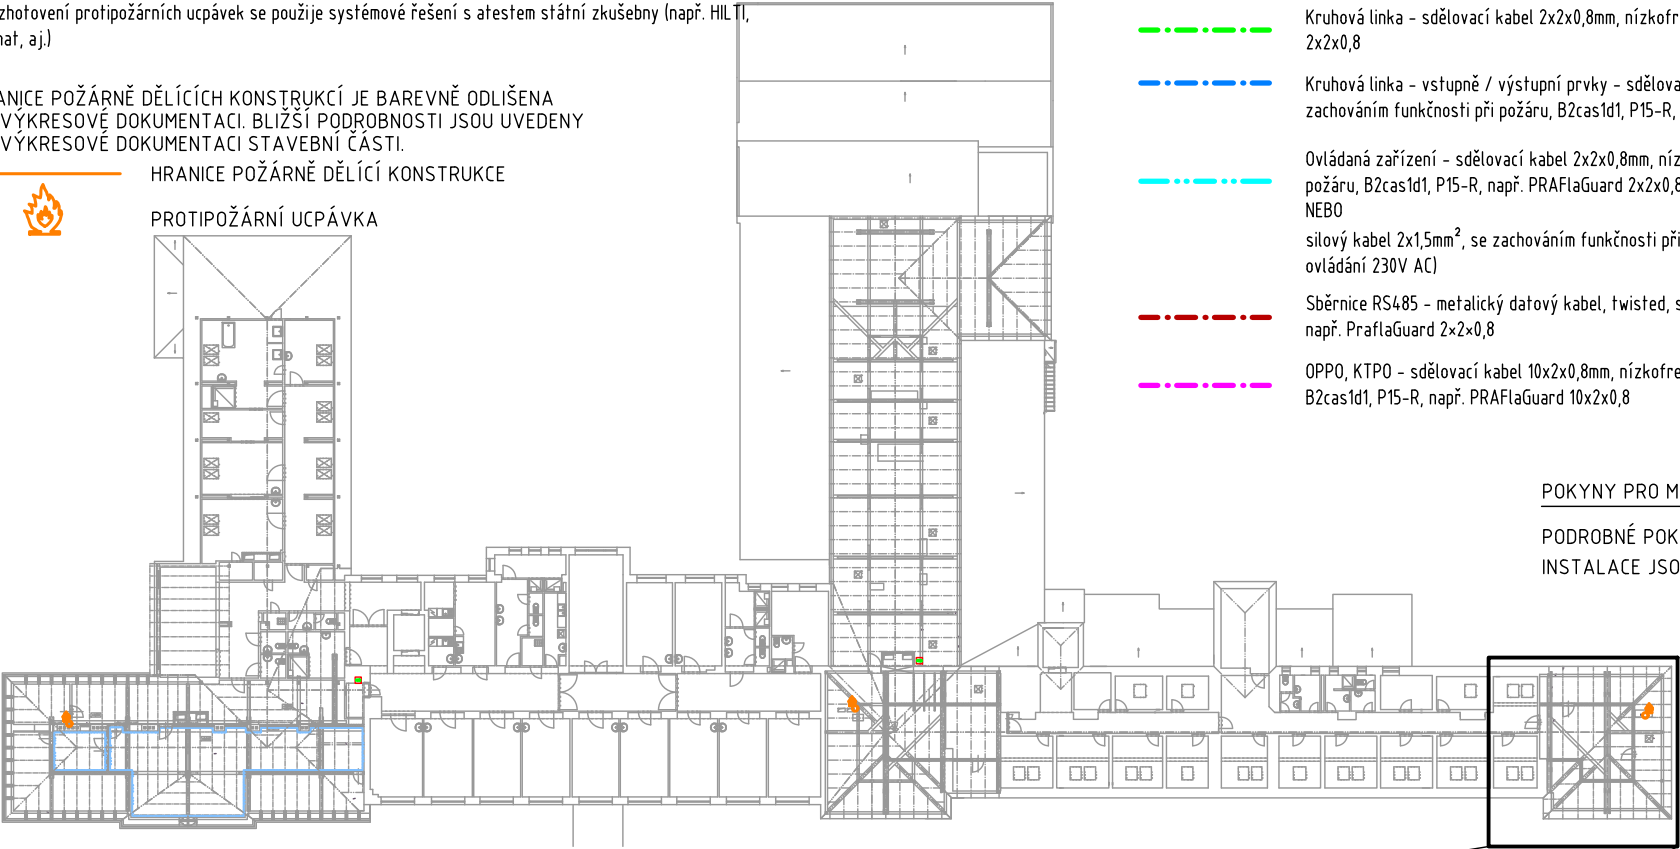 zhotovení protipožárních ucpávek se použije systémové řešení s atestem státní zkušebny (např. HILTI,
nat, aj.)
ANICE POŽÁRNĚ DĚLÍCÍCH KONSTRUKCÍ JE BAREVNĚ ODLIŠENA
VÝKRESOVÉ DOKUMENTACI. BLIŽŠÍ PODROBNOSTI JSOU UVEDENY
VÝKRESOVÉ DOKUMENTACI STAVEBNÍ ČÁSTI.
HRANICE POŽÁRNĚ DĚLÍCÍ KONSTRUKCE
PROTIPOŽÁRNÍ UCPÁVKA
Kruhová linka - sdělovací kabel 2x2x0,8mm, nízkofr
2x2x0,8
Kruhová linka - vstupně / výstupní prvky - sdělova
zachováním funkčnosti při požáru, B2cas1d1, P15-R,
Ovládaná zařízení - sdělovací kabel 2x2x0,8mm, níz
požáru, B2cas1d1, P15-R, např. PRAFlaGuard 2x2x0,8
NEBO
silový kabel 2x1,5mm², se zachováním funkčnosti při
ovládání 230V AC)
Sběrnice RS485 - metalický datový kabel, twisted, s
např. PraflaGuard 2x2x0,8
OPPO, KTPO - sdělovací kabel 10x2x0,8mm, nízkofre
B2cas1d1, P15-R, např. PRAFlaGuard 10x2x0,8
POKYNY PRO M
PODROBNÉ POK
INSTALACE JSO